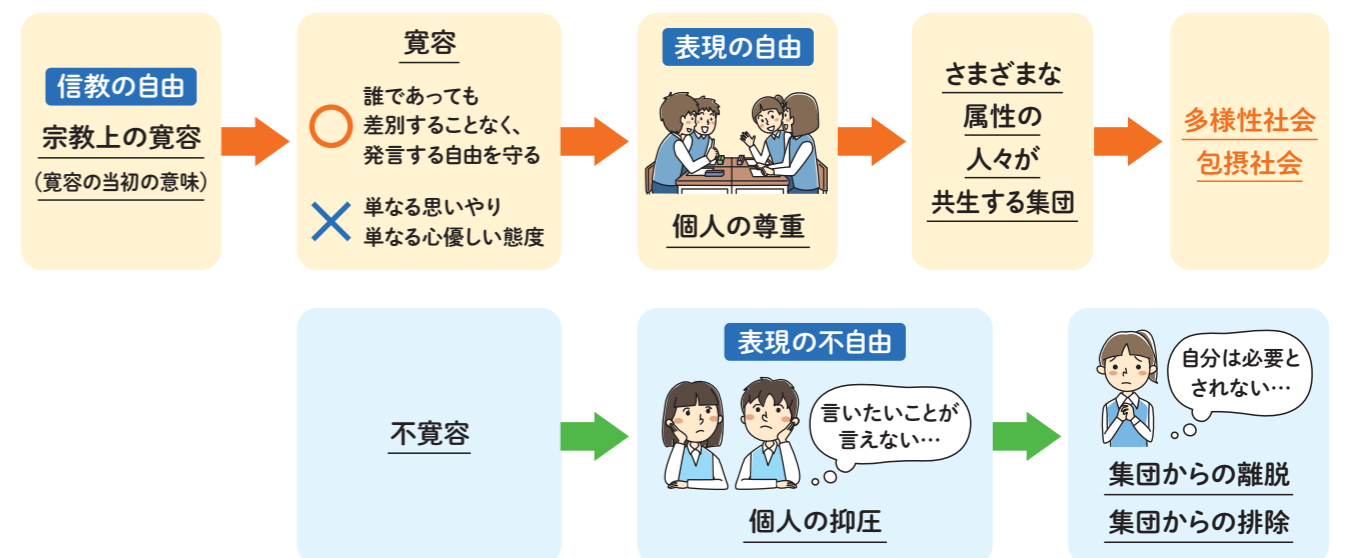 信教の自由
宗教上の寛容
（寛容の当初の意味）
寛容
誰であっても
差別することなく、
発言する自由を守る
単なる思いやり
単なる心優しい態度
表現の自由
個人の尊重
さまざまな
属性の
人々が
共生する集団
多様性社会
包摂社会
不寛容
表現の不自由
言いたいことが
言えない…
個人の抑圧
自分は必要と
されない…
集団からの離脱
集団からの排除